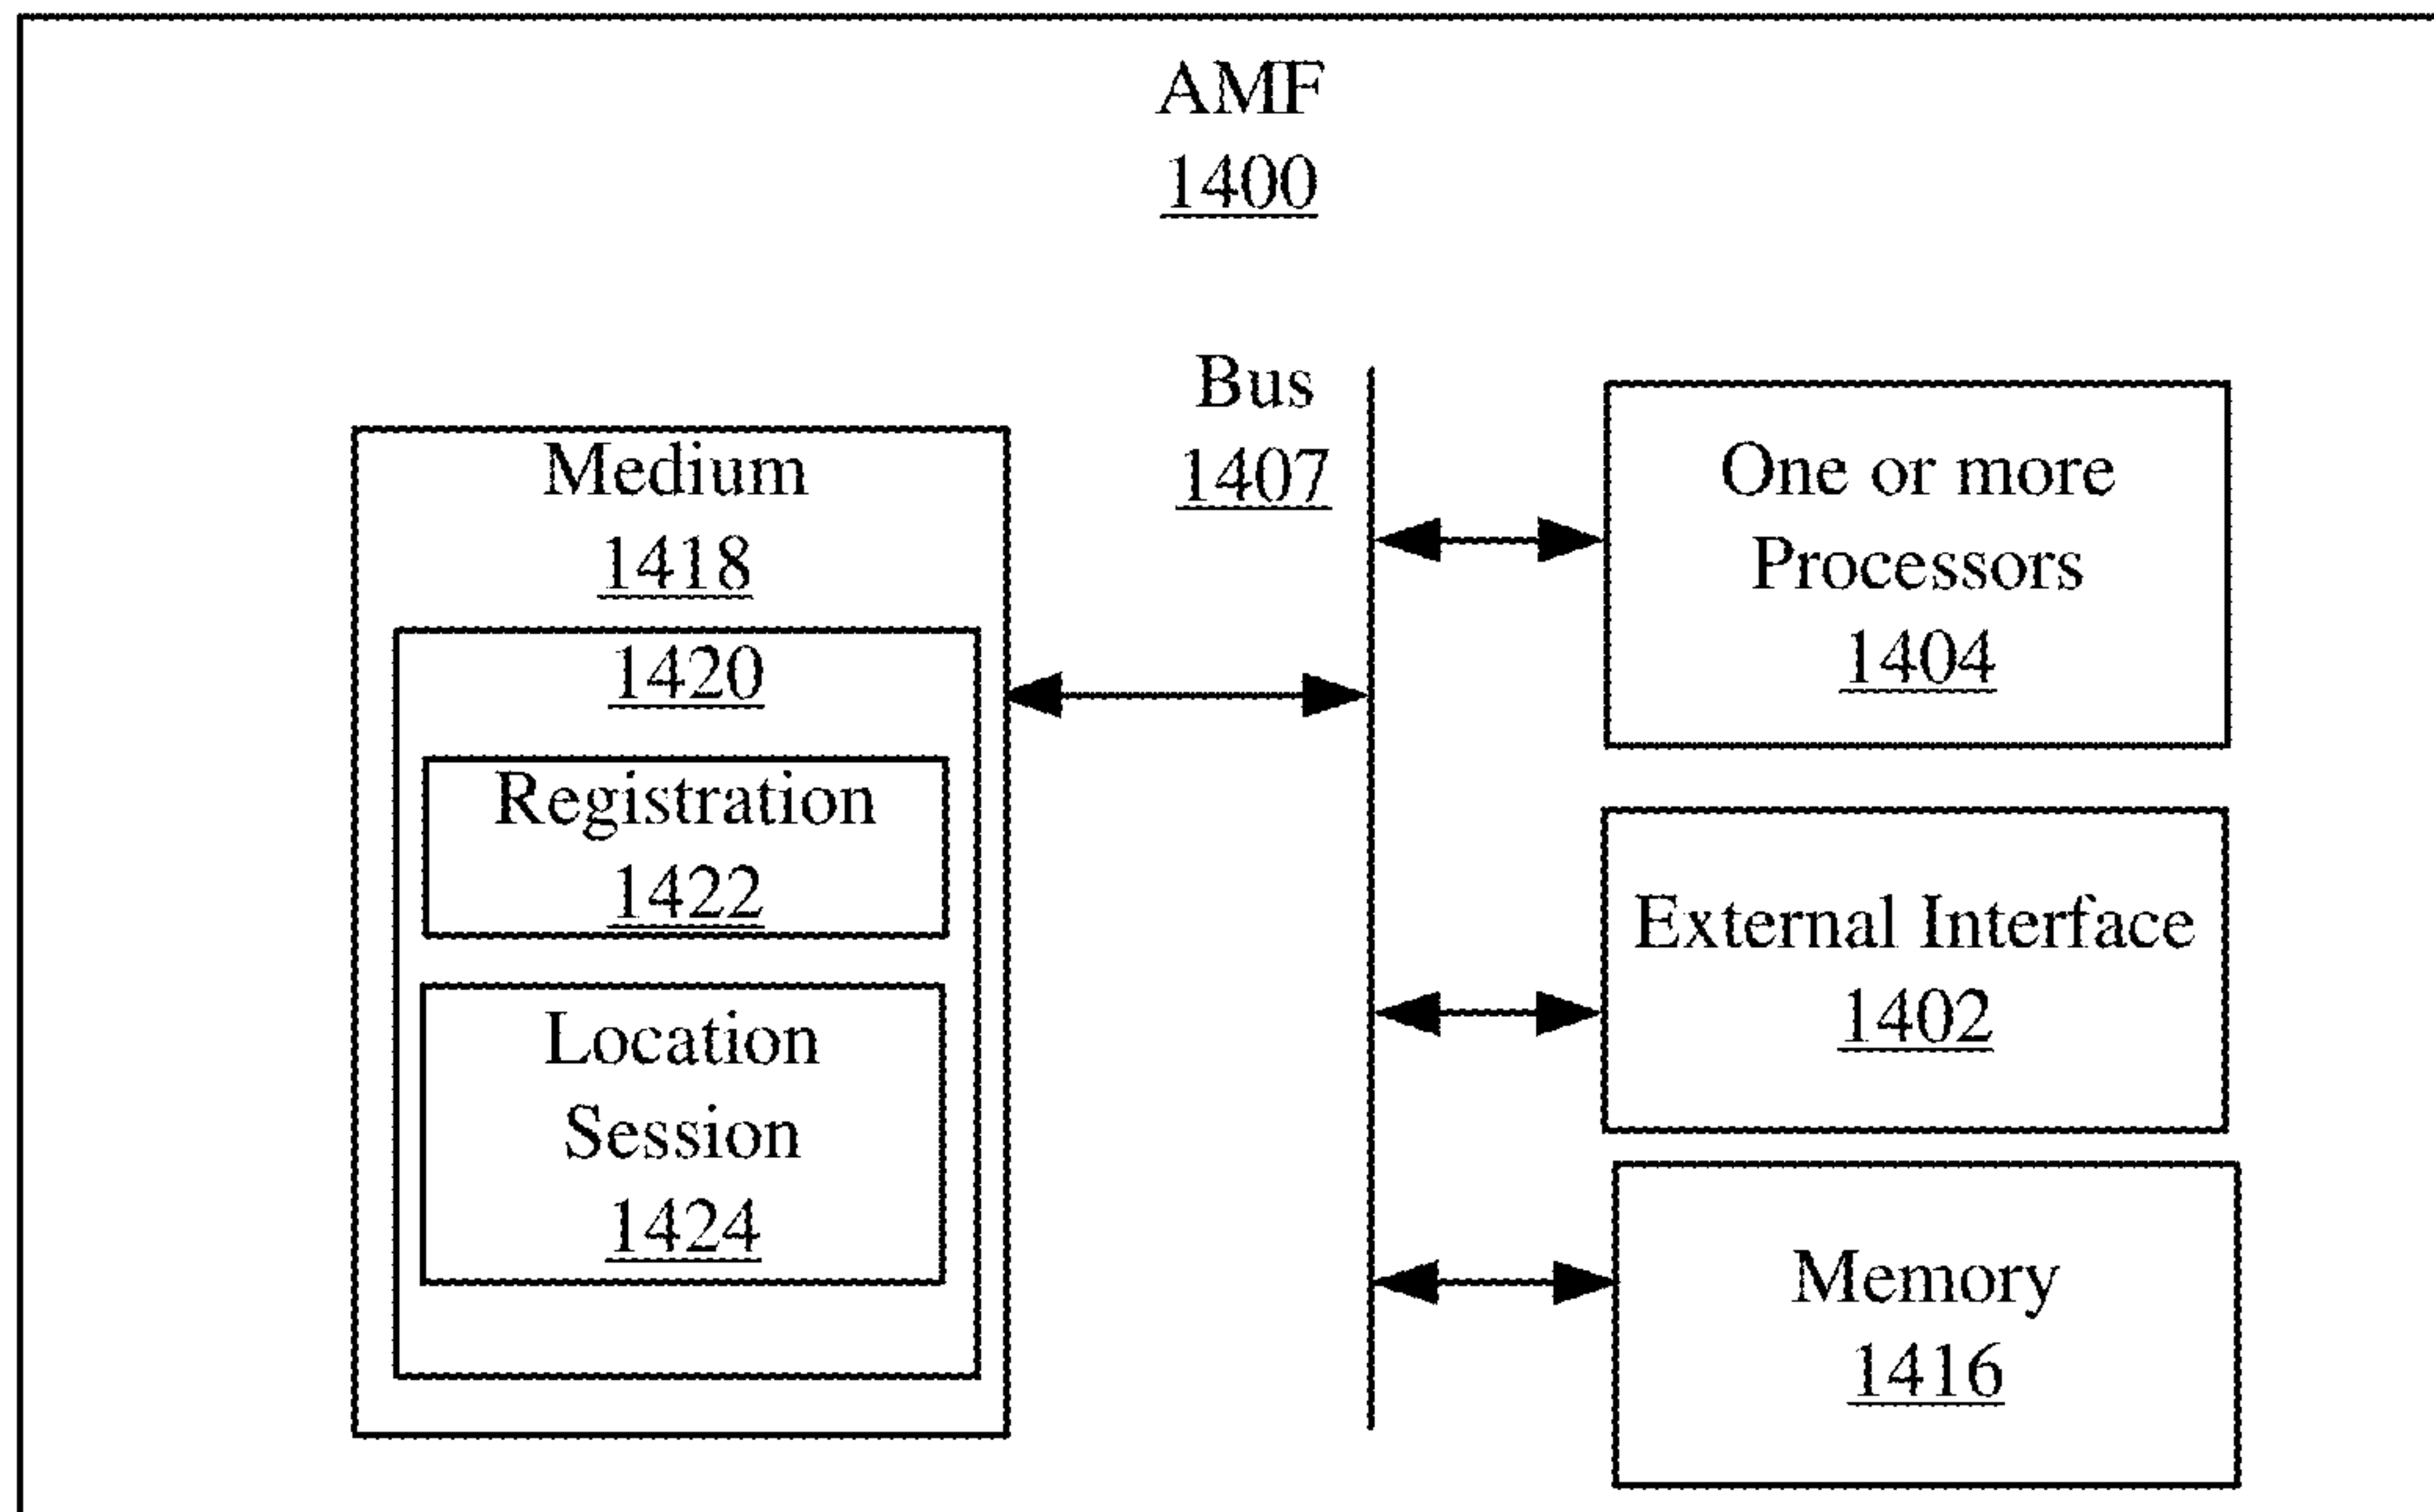 AMF
1400
Bus
1407
Medium
1418
1420
Registration
1422
Location
Session
1424
One or more
Processors
1404
External Interface
1402
Memory
1416